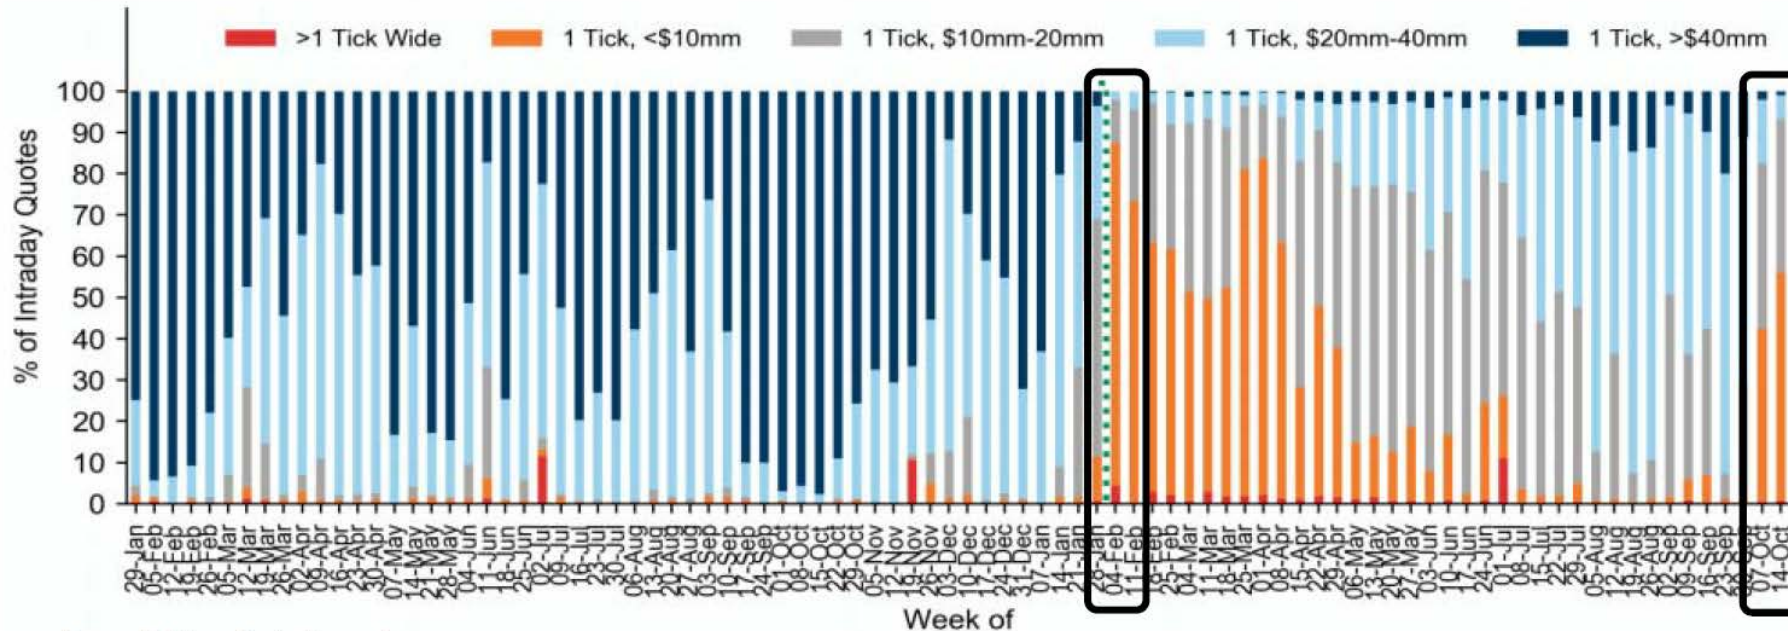 >1 Tick Wide
1 Tick, <$10mm
1 Tick, $10mm-20mm
1 Tick, $20mm-40mm
1 Tick, >$40mm
% of Intraday Quotes
100
90
80
70
60
50
40
30
20
10
0
29-Jan
05-Feb
12-Feb
19-Feb
26-Feb
05-Mar
12-Mar
19-Mar
26-Mar
02-Apr
09-Apr
16-Apr
23-Apr
30-Apr
07-May
14-May
21-May
28-May
04-Jun
11-Jun
18-Jun
25-Jun
02-Jul
09-Jul
16-Jul
23-Jul
30-Jul
06-Aug
13-Aug
20-Aug
27-Aug
03-Sep
10-Sep
17-Sep
24-Sep
01-Oct
08-Oct
15-Oct
22-Oct
29-Oct
05-Nov
12-Nov
19-Nov
26-Nov
03-Dec
10-Dec
17-Dec
24-Dec
31-Dec
07-Jan
14-Jan
21-Jan
28-Jan
04-Feb
11-Feb
18-Feb
25-Feb
04-Mar
11-Mar
18-Mar
25-Mar
01-Apr
08-Apr
15-Apr
22-Apr
29-Apr
06-May
13-May
20-May
27-May
03-Jun
10-Jun
17-Jun
24-Jun
01-Jul
08-Jul
15-Jul
22-Jul
29-Jul
05-Aug
12-Aug
19-Aug
26-Aug
02-Sep
09-Sep
16-Sep
23-Sep
07-Oct
14-Oct
Week of